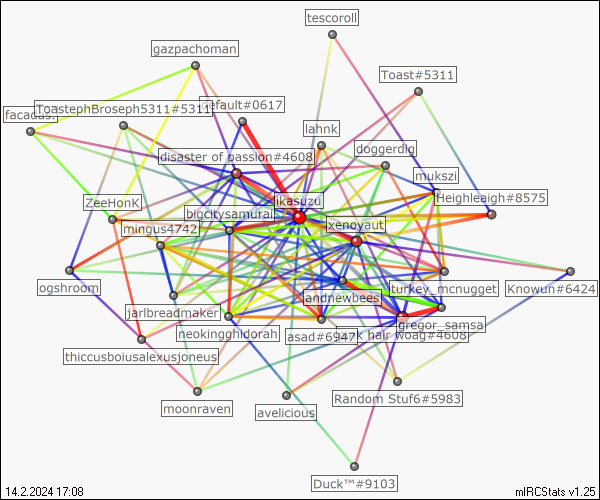 tescoroll
gazpachoman
Toast#5311
ToastephBroseph5311#5311
default#0617
lahnk
doggerdig
disaster of passion#4608
mukszi
Heighleaigh#8575
ZeeHonK
ikasuzu
bigcitysamurai
xenoyaut
mingus4742
ogshroom
turkey_mcnugget
Knowun#6424
andnewbees
jarlbreadmaker
gregor_samsa
neokingghidorah
asad#6947
hair woag#4608
thiccusboiusalexusjoneus
Random Stuf6#5983
moonraven
avelicious
Duck™#9103
14.2.2024 17:08
mIRCStats v1.25